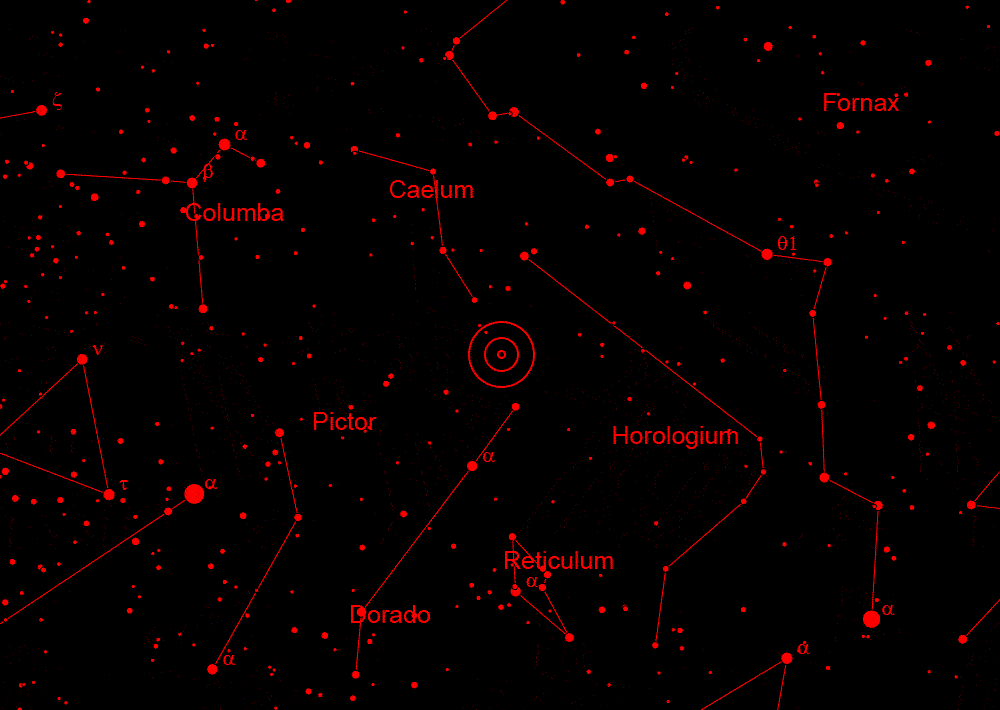 ζ
Fornax
α
β
Caelum
Columba
θ1
ν
Pictor
Horologium
α
τ
α
Reticulum
α
Dorado
α
α
α